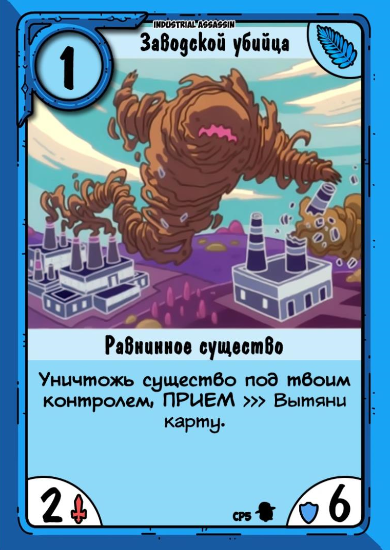 INDUSTRIAL ASSASSIN
1
Заводской убийца
Равнинное существо
Уничтожь существо под твоим
контролем, ПРИЕМ >>> Вытяни
карту.
2
CP5
6